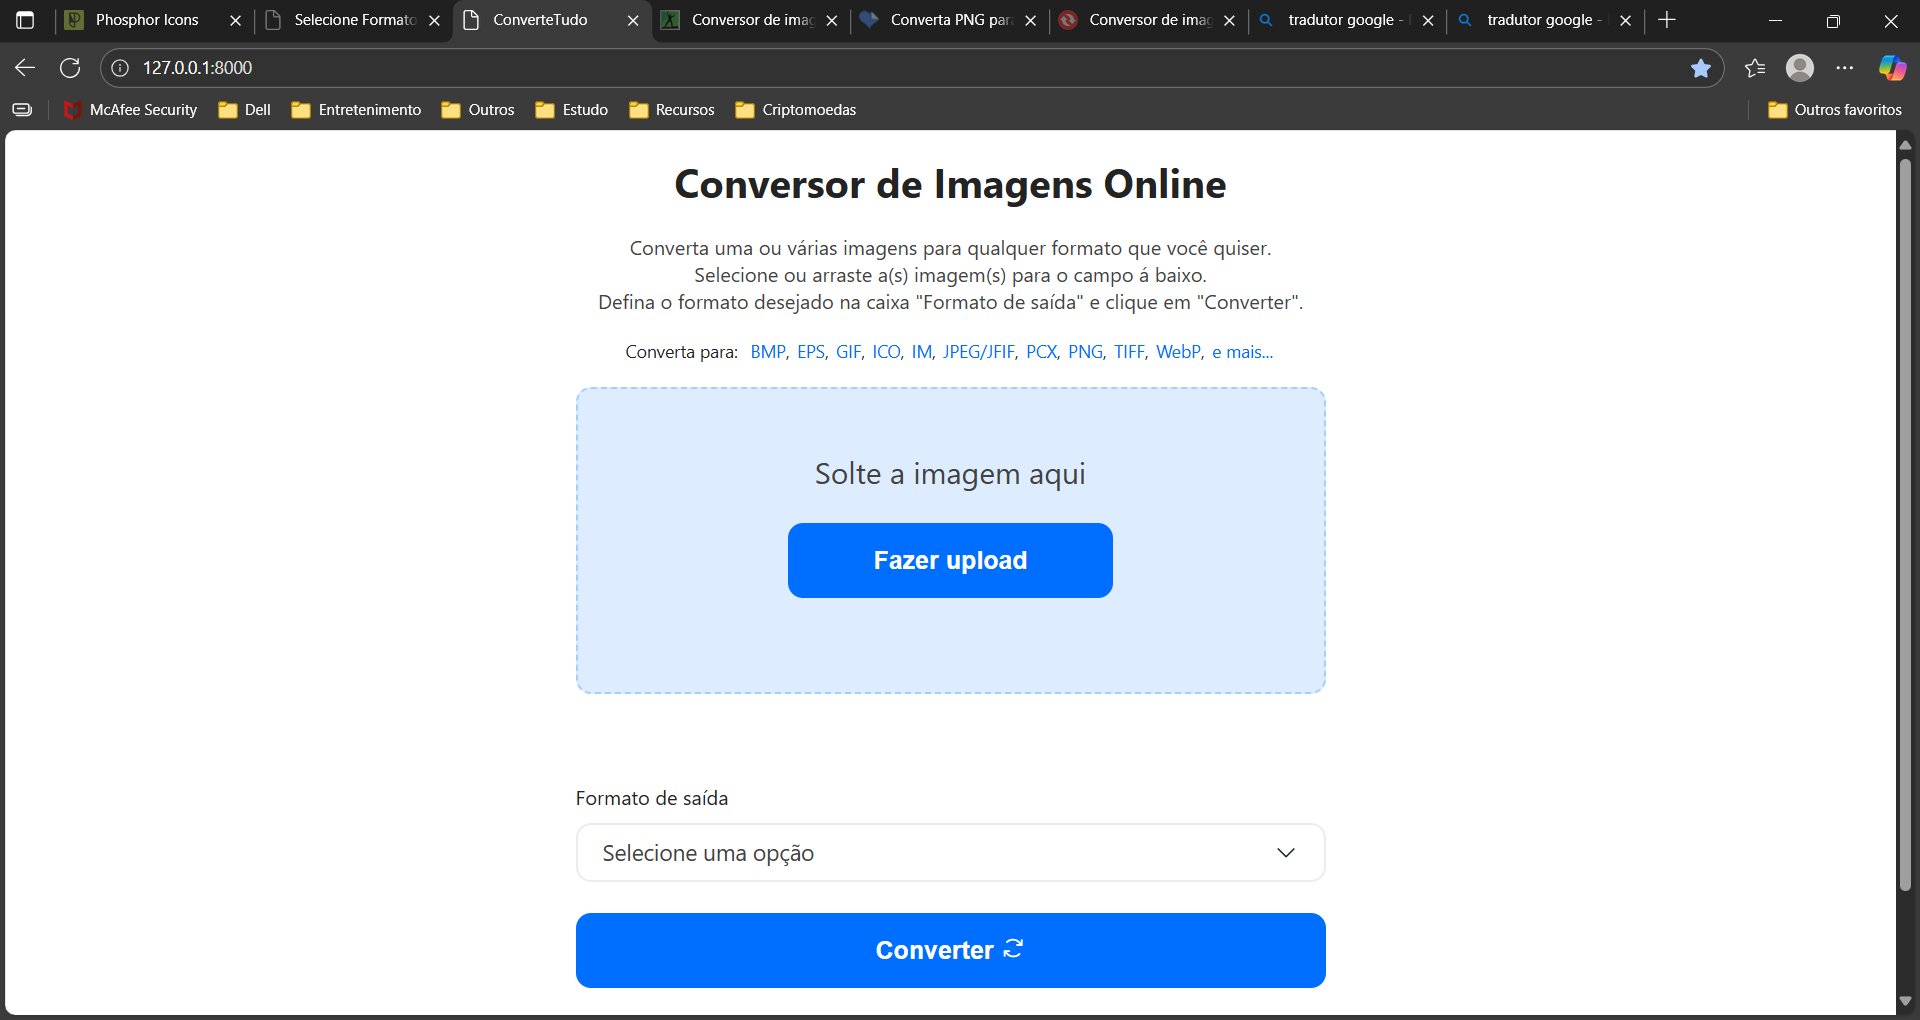 Phosphor Icons
Selecione Formato
ConverteTudo
Conversor de imag
Converta PNG par
Conversor de imag
tradutor google -
tradutor google -
127.0.0.1:8000
McAfee Security
Dell
Entretenimento
Outros
Estudo
Recursos
Criptomoedas
Outros favoritos
Conversor de Imagens Online
Converta uma ou várias imagens para qualquer formato que você quiser.
Selecione ou arraste a(s) imagem(s) para o campo á baixo.
Defina o formato desejado na caixa "Formato de saída" e clique em "Converter".
Converta para: BMP, EPS, GIF, ICO, IM, JPEG/JFIF, PCX, PNG, TIFF, WebP, e mais...
Solte a imagem aqui
Fazer upload
Formato de saída
Selecione uma opção
Converter